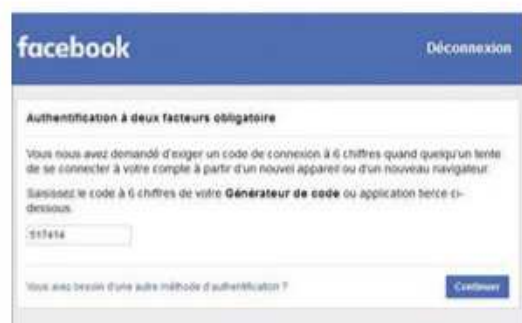 facebook
Déconnexion
Authentification à deux facteurs obligatoire
Vous nous avez demandé d'exiger un code de connexion à 6 chiffres quand quelqu'un tente
de se connecter à votre compte à partir d'un nouvel appareil ou d'un nouveau navigateur.
Saisissez le code à 6 chiffres de votre Générateur de code ou application tierce ci-
dessous.
517414
Vous avez besoin d'une autre méthode d'authentification ?
Continuer